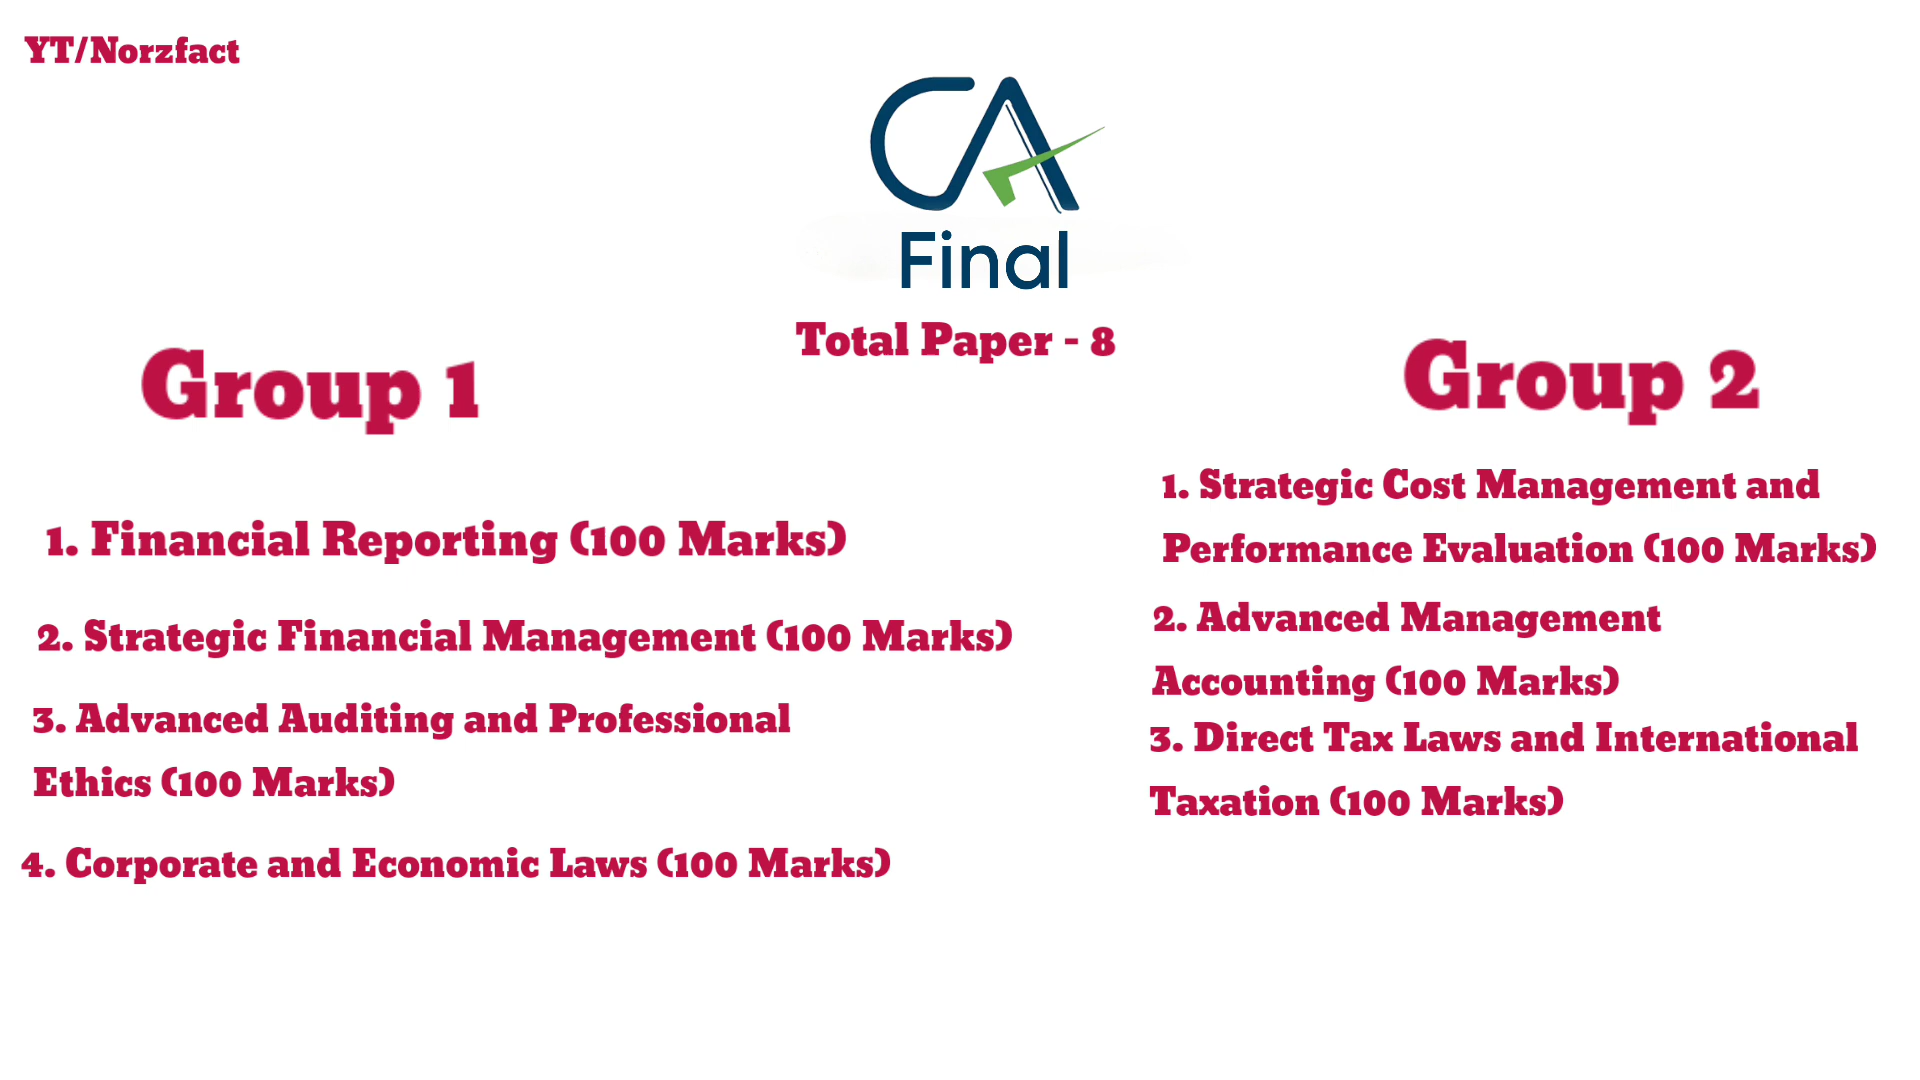 YT/Norzfact
CA
Final
Total Paper - 8
Group 1
1. Financial Reporting (100 Marks)
2. Strategic Financial Management (100 Marks)
3. Advanced Auditing and Professional
Ethics (100 Marks)
4. Corporate and Economic Laws (100 Marks)
Group 2
1. Strategic Cost Management and
Performance Evaluation (100 Marks)
2. Advanced Management
Accounting (100 Marks)
3. Direct Tax Laws and International
Taxation (100 Marks)